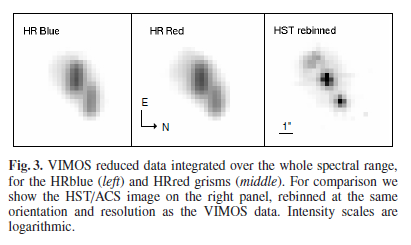 HR Blue
HR Red
HST rebinned
E
N
1"
Fig. 3. VIMOS reduced data integrated over the whole spectral range,
for the HRblue (left) and HRred grisms (middle). For comparison we
show the HST/ACS image on the right panel, rebinned at the same
orientation and resolution as the VIMOS data. Intensity scales are
logarithmic.